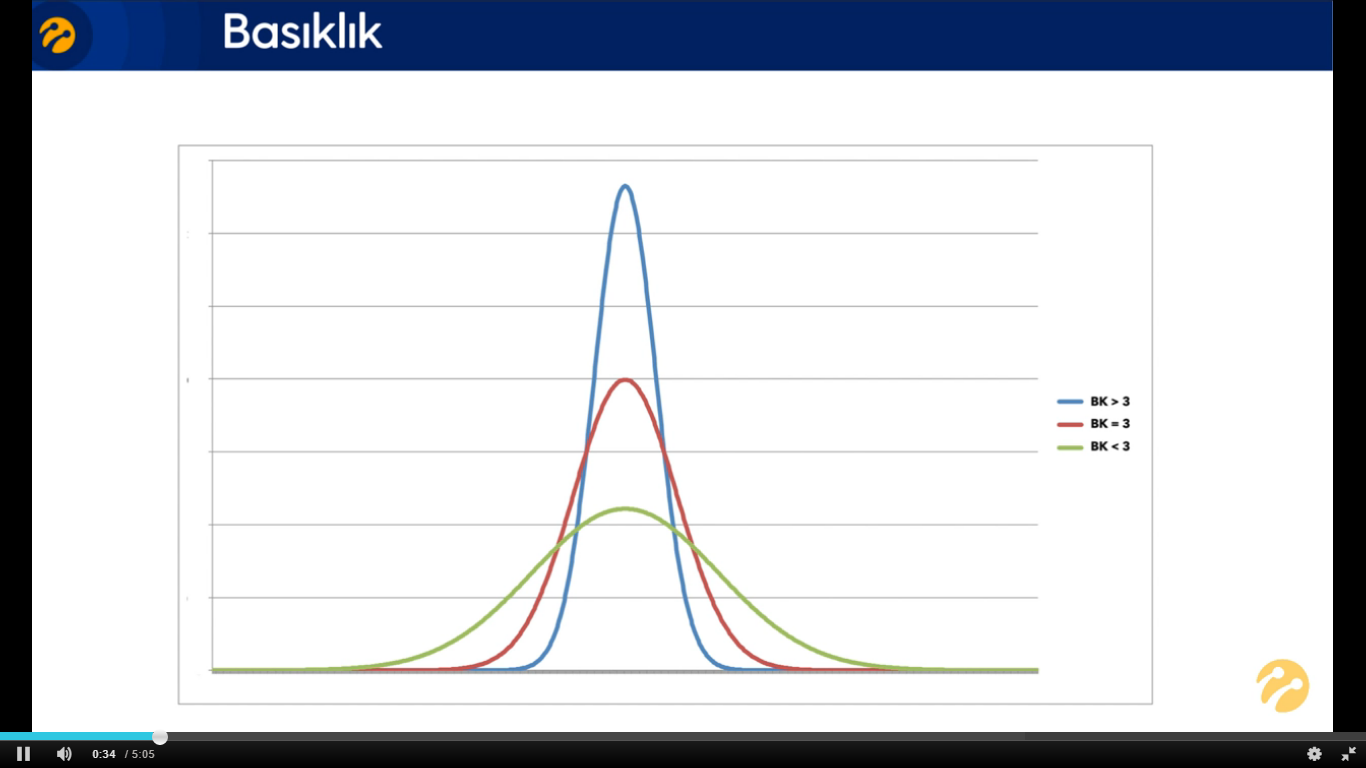 Basıklık
BK > 3
BK = 3
BK < 3
0:34 / 5:05